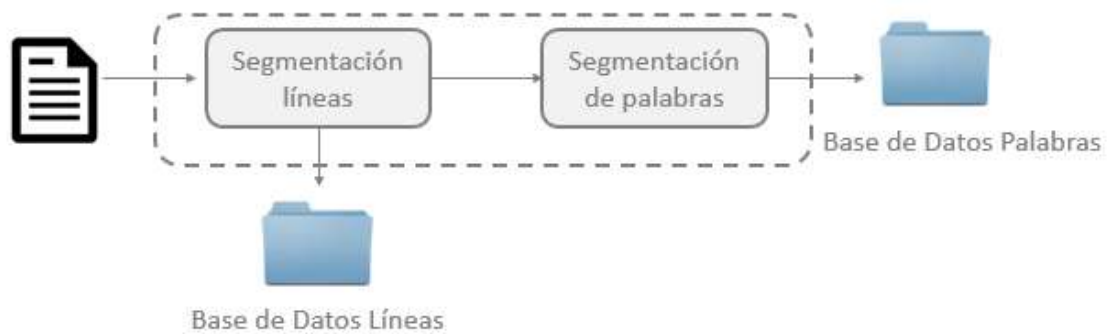 Segmentación
líneas
Segmentación
de palabras
Base de Datos Palabras
Base de Datos Líneas